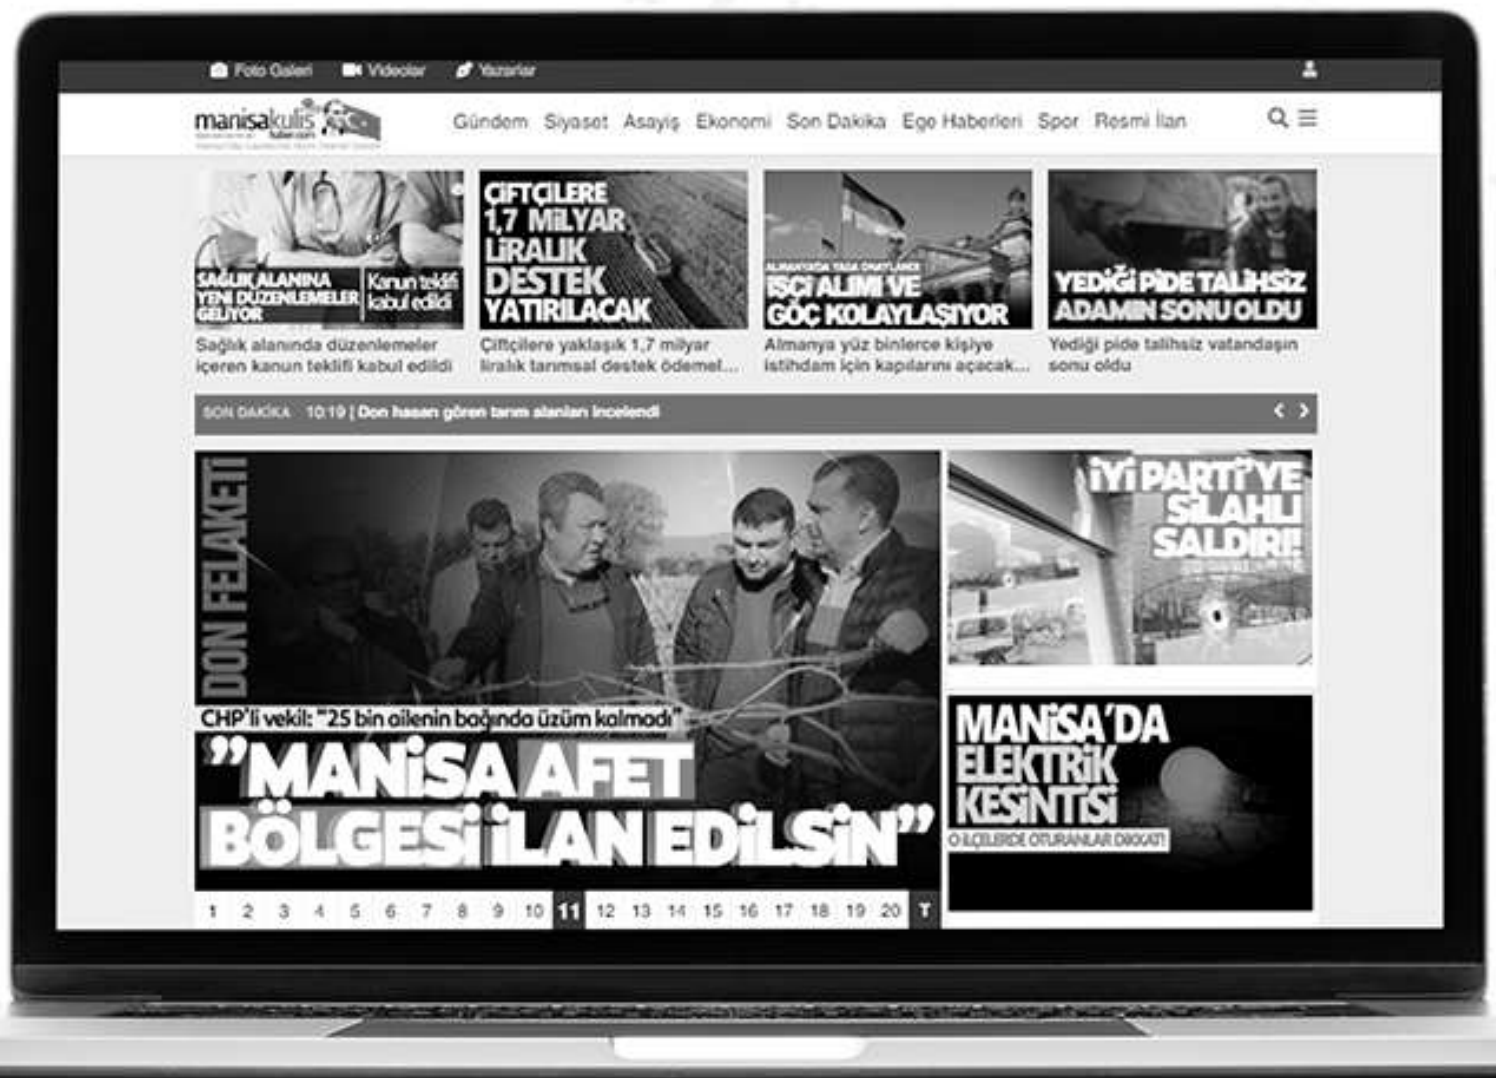 Foto Galeri Videolar Yazarlar
manisakulis
haber.com
Gündem Siyaset Asayiş Ekonomi Son Dakika Ege Haberleri Spor Resmi İlan
SAĞLIK ALANINA
YENİ DÜZENLEMELER
GELİYOR
Kanun teklifi
kabul edildi
Sağlık alanında düzenlemeler
içeren kanun teklifi kabul edildi
ÇİFTÇİLERE
1,7 MİLYAR
LİRALIK
DESTEK
YATIRILACAK
Çiftçilere yaklaşık 1,7 milyar
liralık tarımsal destek ödemel...
ALMANYA'DA YASA ONAYLANDI
İŞÇİ ALIMI VE
GÖÇ KOLAYLAŞIYOR
Almanya yüz binlerce kişiye
istihdam için kapılarını açacak...
YEDİĞİ PİDE TALİHSİZ
ADAMIN SONU OLDU
Yediği pide talihsiz vatandaşın
sonu oldu
SON DAKİKA 10:19 | Don hasarı gören tarım alanları incelendi
DON FELAKETİ
CHP'li vekil: "25 bin ailenin bağında üzüm kalmadı"
"MANİSA AFET
BÖLGESİ İLAN EDİLSİN"
1 2 3 4 5 6 7 8 9 10 11 12 13 14 15 16 17 18 19 20 T
İYİ PARTİ'YE
SİLAHLI
SALDIRI!
MANİSA'DA
ELEKTRİK
KESİNTİSİ
O İLÇELERDE OTURANLAR DİKKAT!